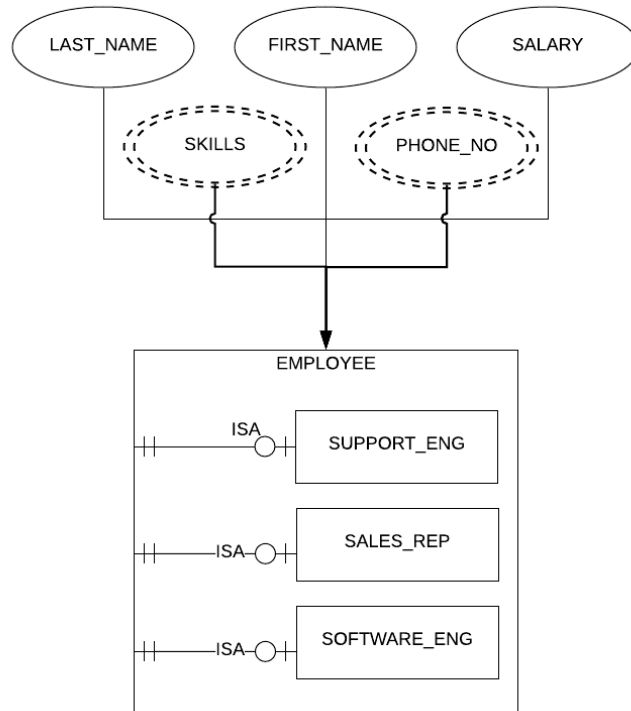 LAST_NAME
FIRST_NAME
SALARY
SKILLS
PHONE_NO
EMPLOYEE
ISA
SUPPORT_ENG
ISA
SALES_REP
ISA
SOFTWARE_ENG